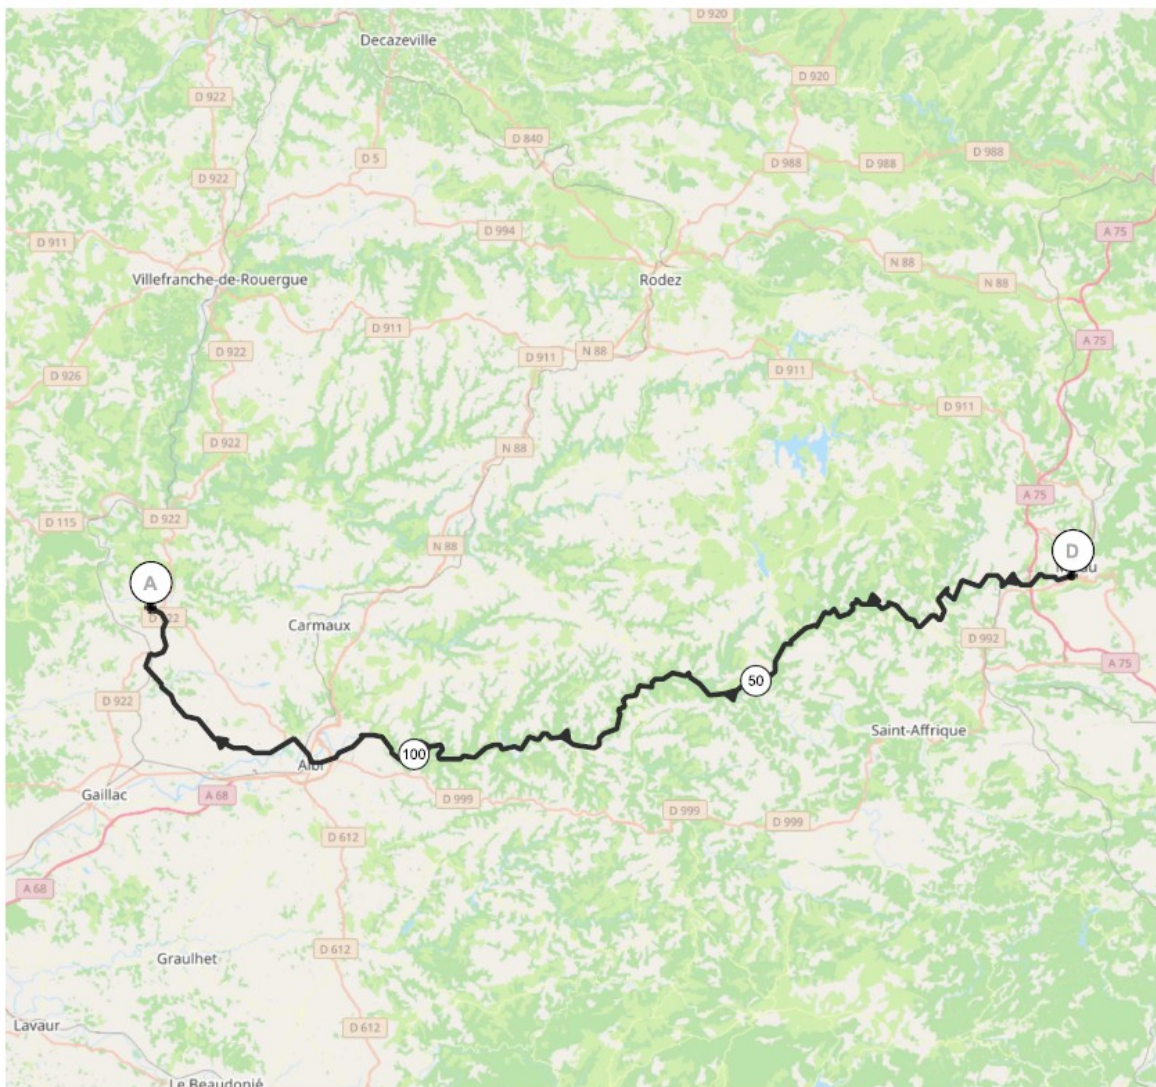 D 920
Decazeville
D 920
D 922
D 840
D 5
D 988
D 988
D 988
D 922
A 75
D 911
D 994
N 88
Villefranche-de-Rouergue
Rodez
N 88
D 911
A 75
D 922
D 911
N 88
D 911
D 926
D 911
D 922
N 88
A 75
D 115
D 922
N 88
D
A
D 992
Carmaux
A 75
50
D 922
Saint-Affrique
100
Albi
Gaillac
A 68
D 999
D 999
D 999
D 612
A 68
D 612
Graulhet
Lavaur
D 612